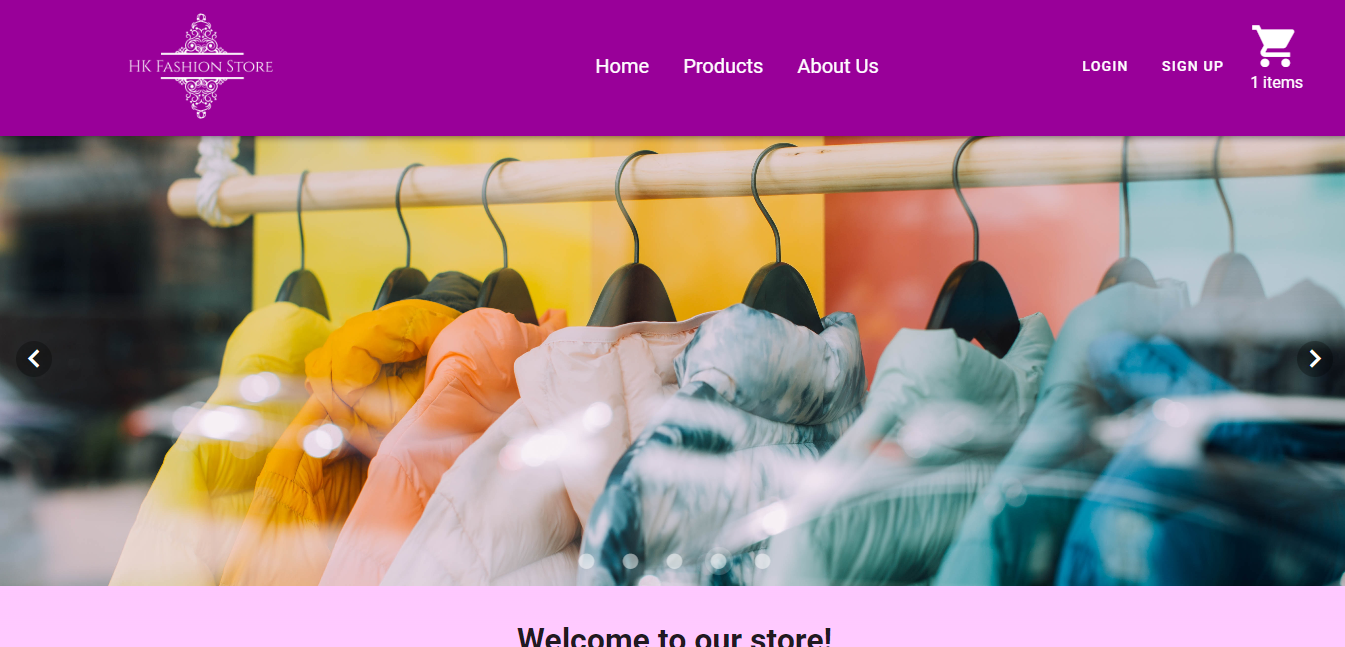 HK Fashion Store
Home
Products
About Us
LOGIN
SIGN UP
1 items
Welcome to our store!